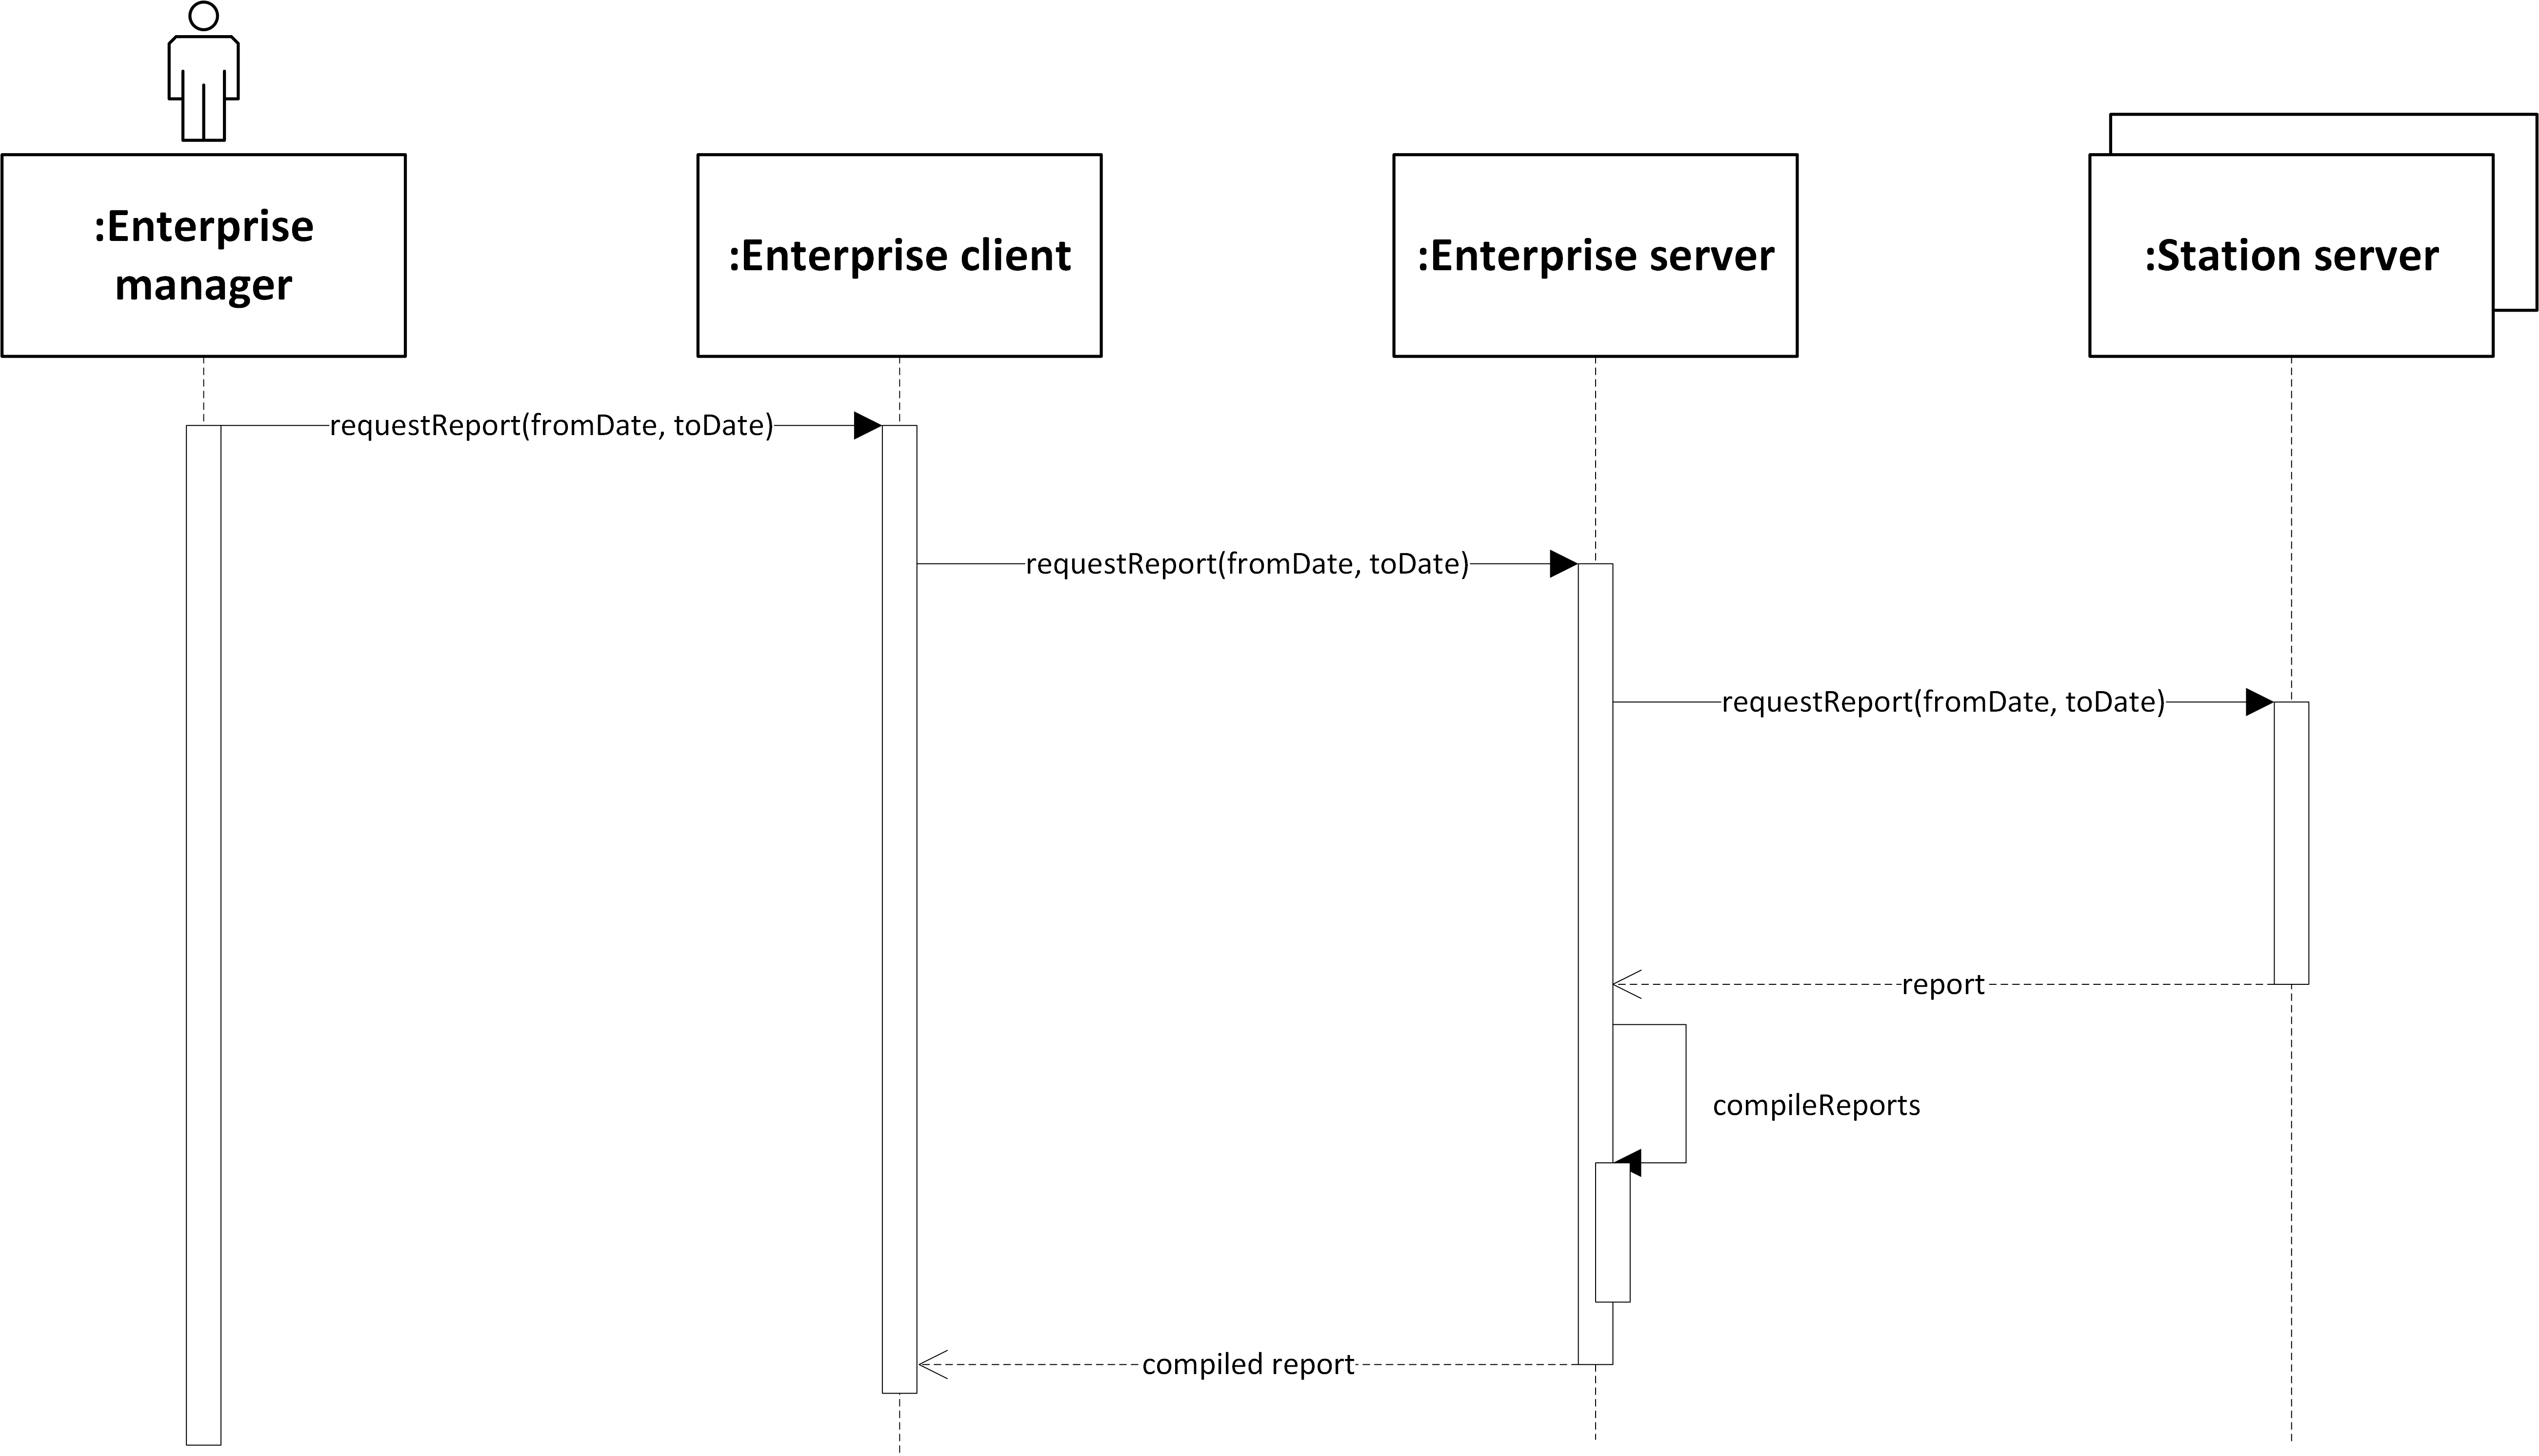 :Enterprise
manager
:Enterprise client
:Enterprise server
:Station server
requestReport(fromDate, toDate)
requestReport(fromDate, toDate)
requestReport(fromDate, toDate)
report
compileReports
compiled report